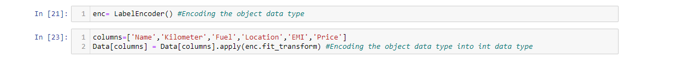 In [21]: 1 enc= LabelEncoder() #Encoding the object data type
In [23]: 1 columns=['Name','Kilometer','Fuel','Location','EMI','Price']
2 Data[columns] = Data[columns].apply(enc.fit_transform) #Encoding the object data type into int data type